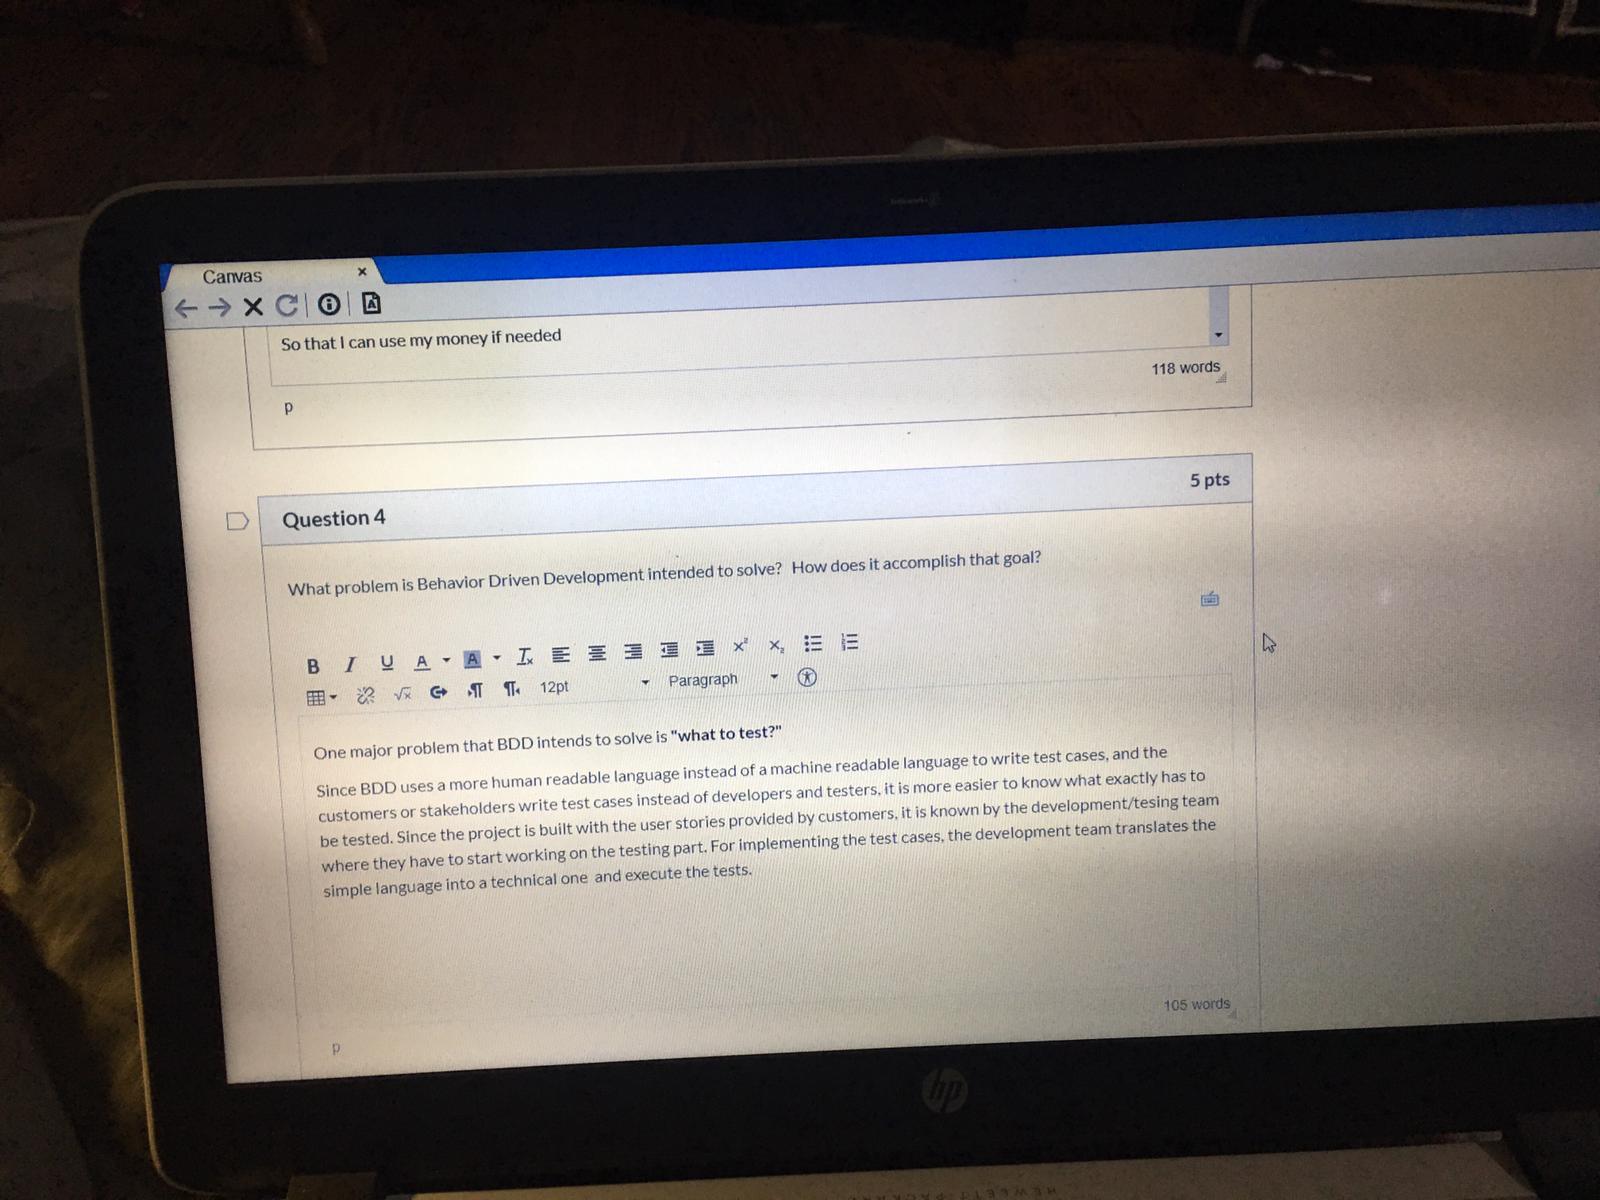 Canvas
So that I can use my money if needed
118 words
p
Question 4
5 pts
What problem is Behavior Driven Development intended to solve? How does it accomplish that goal?
B I U A A Ix x² x₂
√x 12pt Paragraph
One major problem that BDD intends to solve is "what to test?"
Since BDD uses a more human readable language instead of a machine readable language to write test cases, and the
customers or stakeholders write test cases instead of developers and testers, it is more easier to know what exactly has to
be tested. Since the project is built with the user stories provided by customers, it is known by the development/tesing team
where they have to start working on the testing part. For implementing the test cases, the development team translates the
simple language into a technical one and execute the tests.
105 words
p
hp